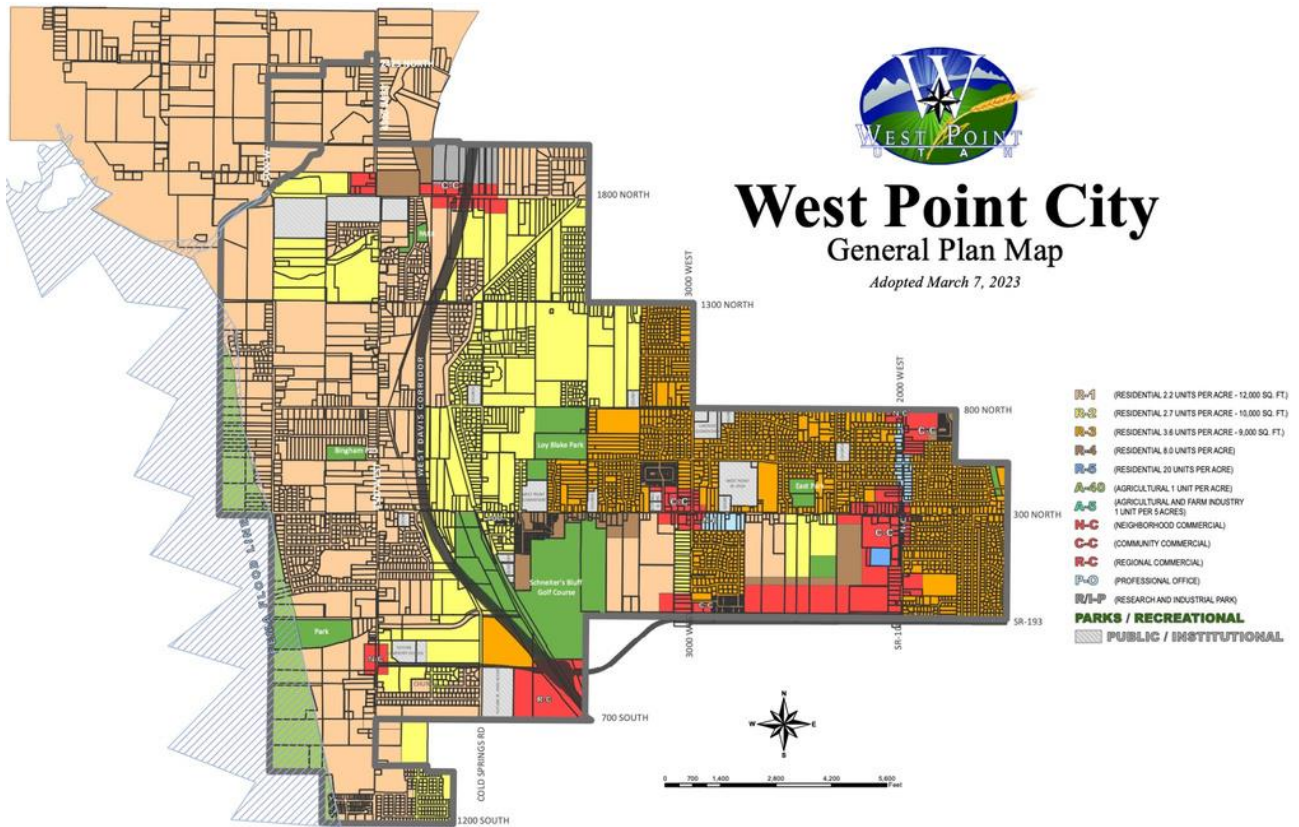 WEST POINT
UTAH
West Point City
General Plan Map
Adopted March 7, 2023
1800 NORTH
3000 WEST
1300 NORTH
2000 WEST
800 NORTH
300 NORTH
SR-193
3000 W
SR-10
700 SOUTH
COLD SPRINGS RD
1200 SOUTH
WEST DAVIS CORRIDOR
FEMA FLOOD LINE
C-C
Park
Loy Blake Park
Bingham
East Park
C-C
C-C
C-C
N-C
N-C
Schneiter's Bluff
Golf Course
Park
N-C
R-C
C-C
R-1 (RESIDENTIAL 2.2 UNITS PER ACRE - 12,000 SQ. FT.)
R-2 (RESIDENTIAL 2.7 UNITS PER ACRE - 10,000 SQ. FT.)
R-3 (RESIDENTIAL 3.6 UNITS PER ACRE - 9,000 SQ. FT.)
R-4 (RESIDENTIAL 8.0 UNITS PER ACRE)
R-5 (RESIDENTIAL 20 UNITS PER ACRE)
A-40 (AGRICULTURAL 1 UNIT PER ACRE)
A-5 (AGRICULTURAL AND FARM INDUSTRY
1 UNIT PER 5 ACRES)
N-C (NEIGHBORHOOD COMMERCIAL)
C-C (COMMUNITY COMMERCIAL)
R-C (REGIONAL COMMERCIAL)
P-O (PROFESSIONAL OFFICE)
R/I-P (RESEARCH AND INDUSTRIAL PARK)
PARKS / RECREATIONAL
PUBLIC / INSTITUTIONAL
N
W E
S
0 700 1,400 2,800 4,200 5,600
Feet